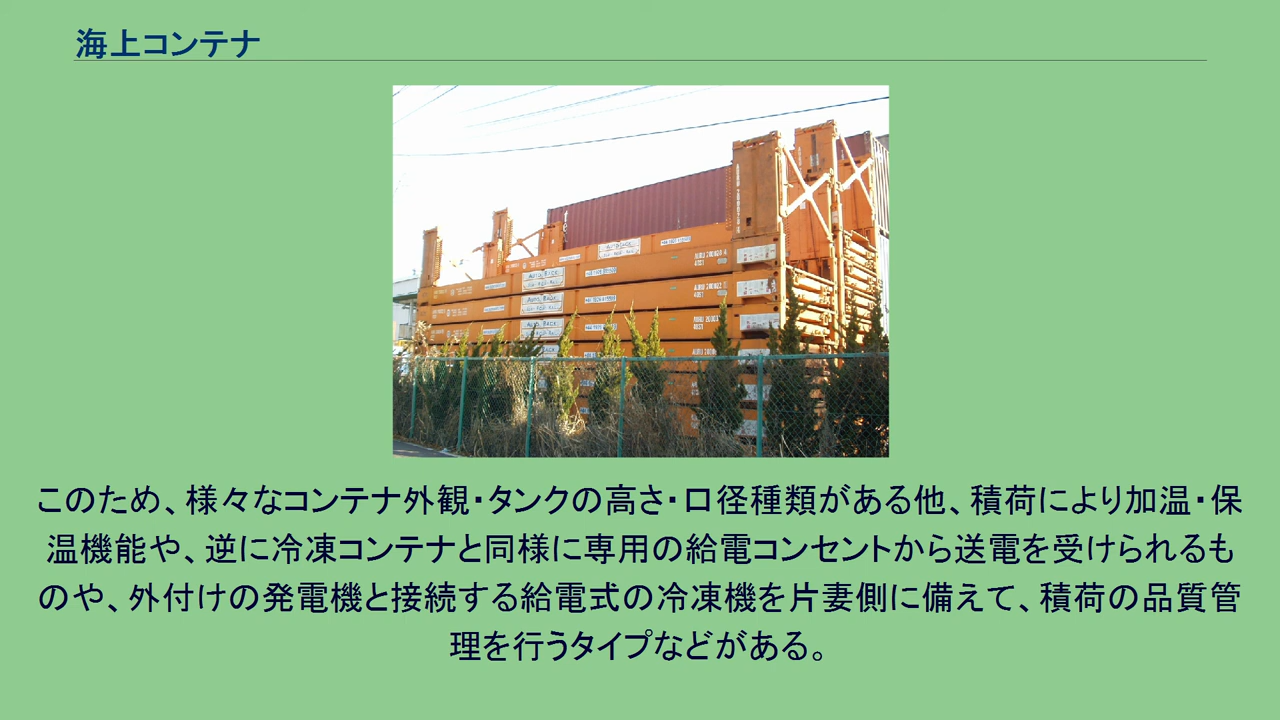 海上コンテナ
このため、様々なコンテナ外観・タンクの高さ・口径種類がある他、積荷により加温・保
温機能や、逆に冷凍コンテナと同様に専用の給電コンセントから送電を受けられるも
のや、外付けの発電機と接続する給電式の冷凍機を片妻側に備えて、積荷の品質管
理を行うタイプなどがある。